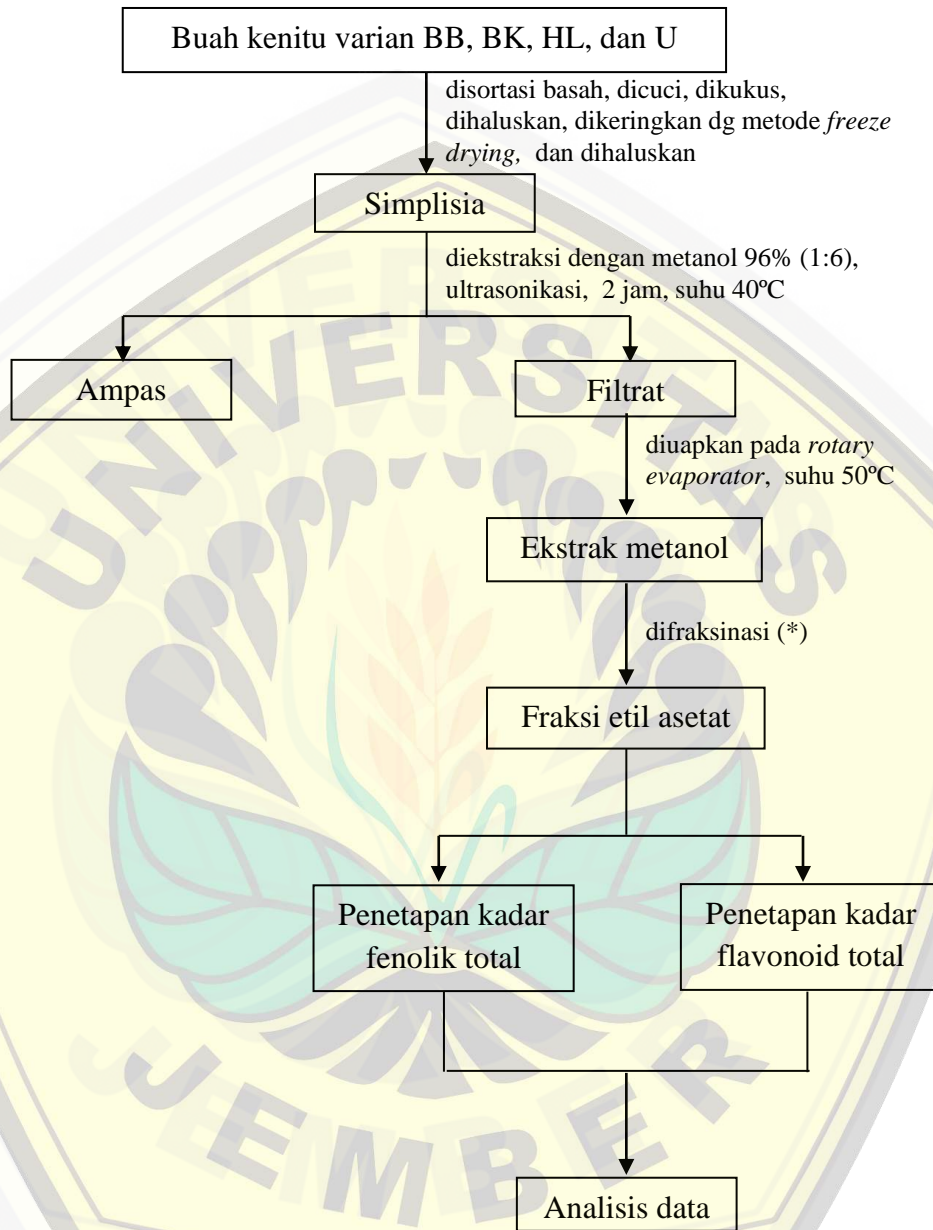 Buah kenitu varian BB, BK, HL, dan U
disortasi basah, dicuci, dikukus,
dihaluskan, dikeringkan dg metode freeze
drying, dan dihaluskan
Simplisia
diekstraksi dengan metanol 96% (1:6),
ultrasonikasi, 2 jam, suhu 40ºC
Ampas
Filtrat
diuapkan pada rotary
evaporator, suhu 50ºC
Ekstrak metanol
difraksinasi (*)
Fraksi etil asetat
Penetapan kadar
fenolik total
Penetapan kadar
flavonoid total
Analisis data
UNIVERSITAS
JEMBER